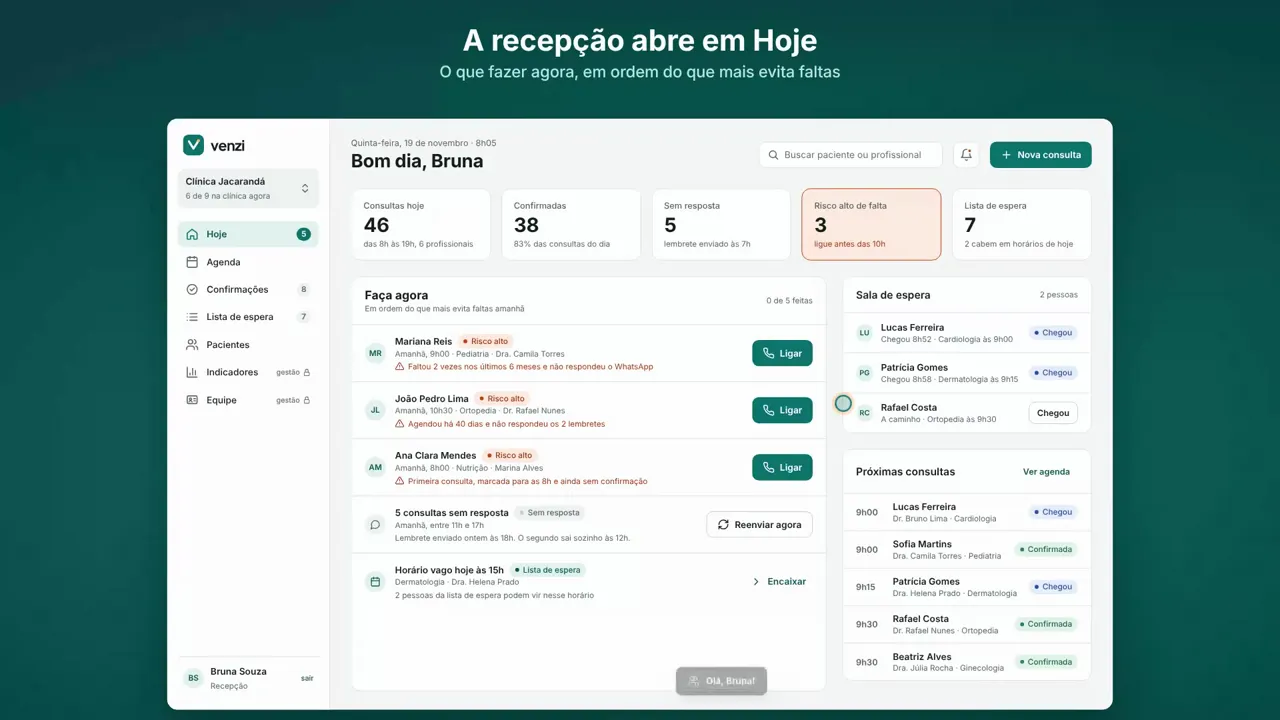 A recepção abre em Hoje
O que fazer agora, em ordem do que mais evita faltas
venzi
Clínica Jacarandá
6 de 9 na clínica agora
Hoje 5
Agenda
Confirmações 8
Lista de espera 7
Pacientes
Indicadores gestão
Equipe gestão
BS
Bruna Souza
Recepção
sair
Quinta-feira, 19 de novembro · 8h05
Bom dia, Bruna
Buscar paciente ou profissional
+ Nova consulta
Consultas hoje
46
das 8h às 19h, 6 profissionais
Confirmadas
38
83% das consultas do dia
Sem resposta
5
lembrete enviado às 7h
Risco alto de falta
3
ligue antes das 10h
Lista de espera
7
2 cabem em horários de hoje
Faça agora
Em ordem do que mais evita faltas amanhã
0 de 5 feitas
MR
Mariana Reis Risco alto
Amanhã, 9h00 · Pediatria · Dra. Camila Torres
Faltou 2 vezes nos últimos 6 meses e não respondeu o WhatsApp
Ligar
JL
João Pedro Lima Risco alto
Amanhã, 10h30 · Ortopedia · Dr. Rafael Nunes
Agendou há 40 dias e não respondeu os 2 lembretes
Ligar
AM
Ana Clara Mendes Risco alto
Amanhã, 8h00 · Nutrição · Marina Alves
Primeira consulta, marcada para as 8h e ainda sem confirmação
Ligar
5 consultas sem resposta Sem resposta
Amanhã, entre 11h e 17h
Lembrete enviado ontem às 18h. O segundo sai sozinho às 12h.
Reenviar agora
Horário vago hoje às 15h Lista de espera
Dermatologia · Dra. Helena Prado
2 pessoas da lista de espera podem vir nesse horário
Encaixar
Sala de espera
2 pessoas
LU
Lucas Ferreira
Chegou 8h52 · Cardiologia às 9h00
Chegou
PG
Patrícia Gomes
Chegou 8h58 · Dermatologia às 9h15
Chegou
RC
Rafael Costa
A caminho · Ortopedia às 9h30
Chegou
Próximas consultas
Ver agenda
9h00
Lucas Ferreira
Dr. Bruno Lima · Cardiologia
Chegou
9h00
Sofia Martins
Dra. Camila Torres · Pediatria
Confirmada
9h15
Patrícia Gomes
Dra. Helena Prado · Dermatologia
Chegou
9h30
Rafael Costa
Dr. Rafael Nunes · Ortopedia
Confirmada
9h30
Beatriz Alves
Dra. Júlia Rocha · Ginecologia
Confirmada
Olá, Bruna!